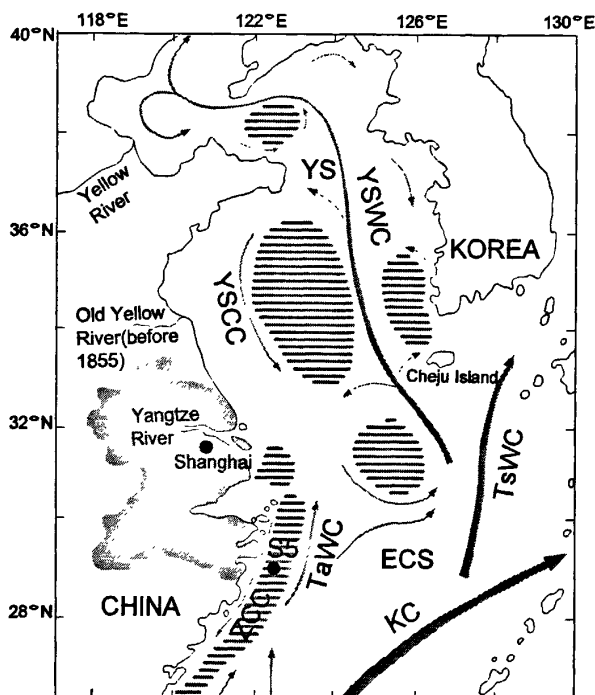 118°E
122°E
126°E
130°E
40°N
36°N
32°N
28°N
Yellow
River
YS
YSWC
KOREA
YSCC
Old Yellow
River(before
1855)
Cheju Island
Yangtze
River
Shanghai
TsWC
TaWC
ECS
CHINA
KC